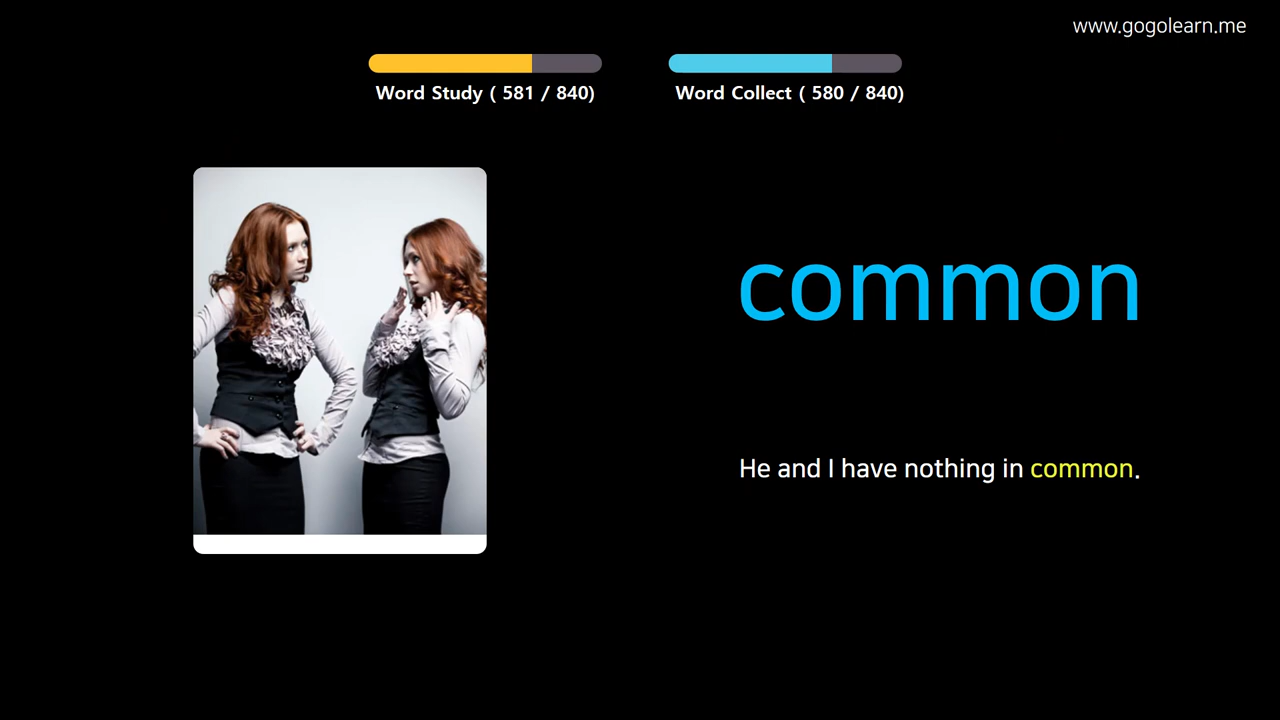 www.gogolearn.me
Word Study ( 581 / 840)
Word Collect ( 580 / 840)
common
He and I have nothing in common.